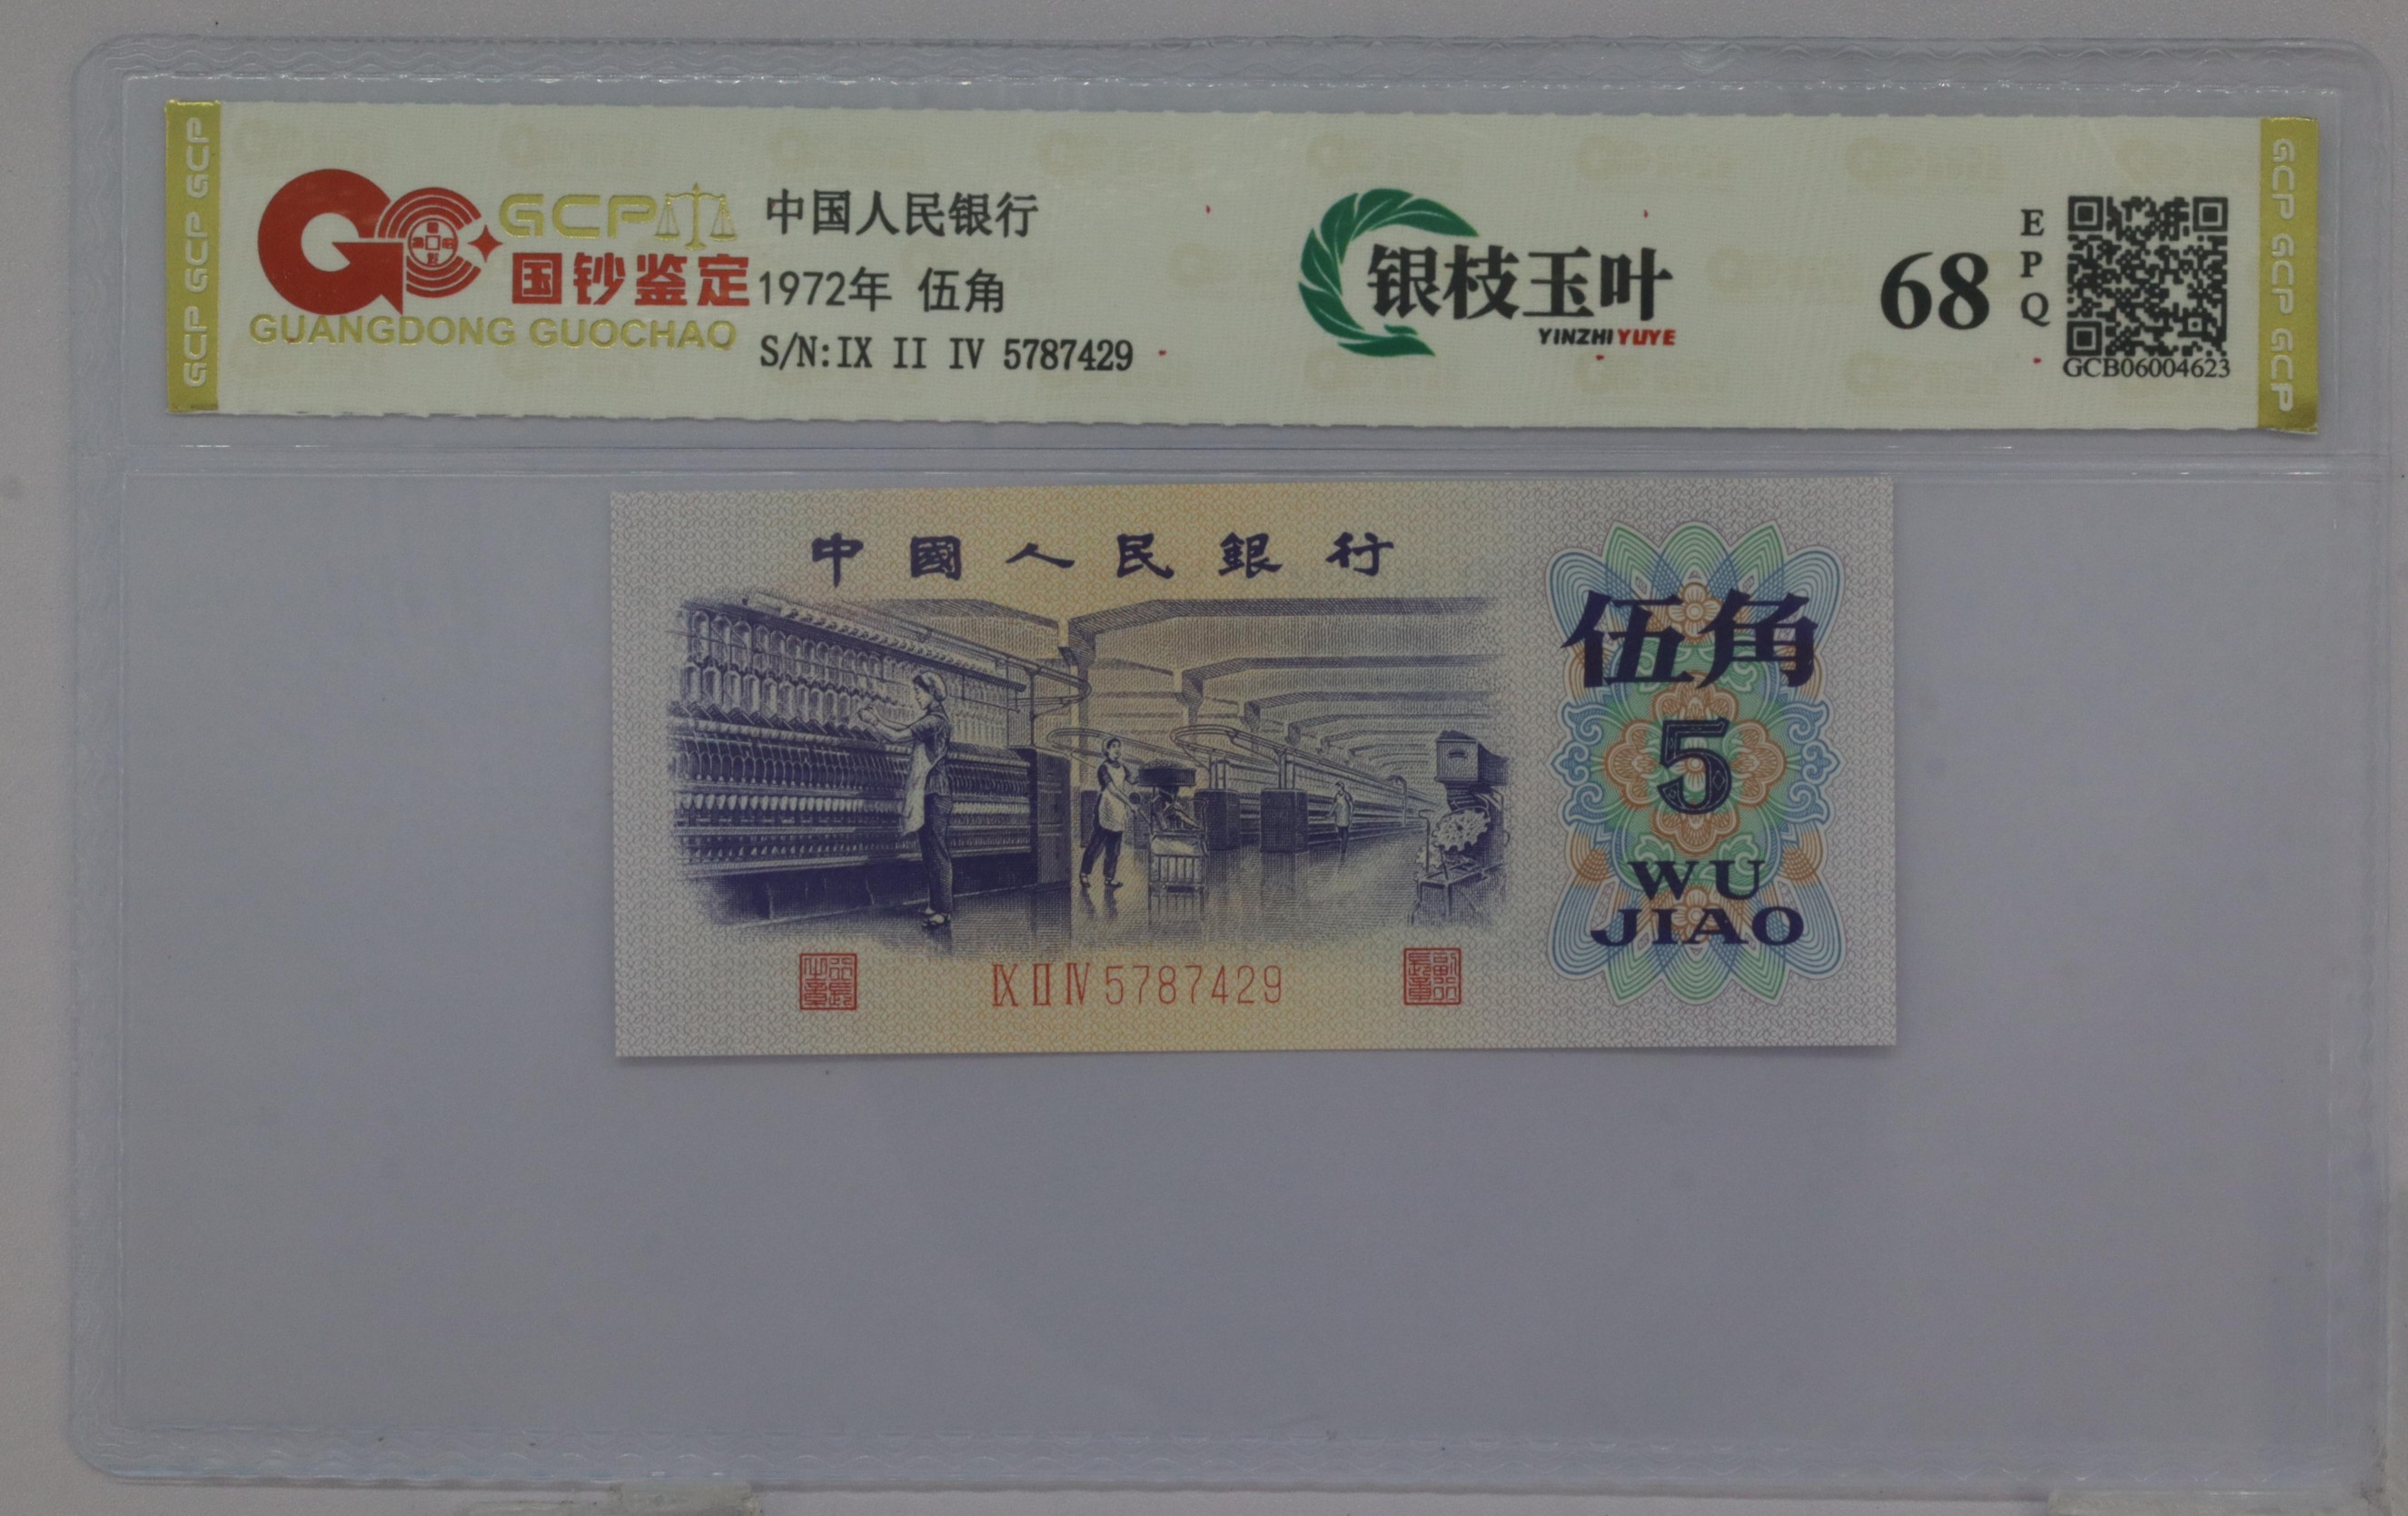 GCP GCP GCP
GCP
国钞鉴定
GUANGDONG GUOCHAO
中国人民银行
1972年 伍角
S/N:IX II IV 5787429
银枝玉叶
YINZHI YUYE
68
EPQ
GCB06004623
GCP GCP GCP
中國人民銀行
伍角
5
WU
JIAO
IX II IV 5787429